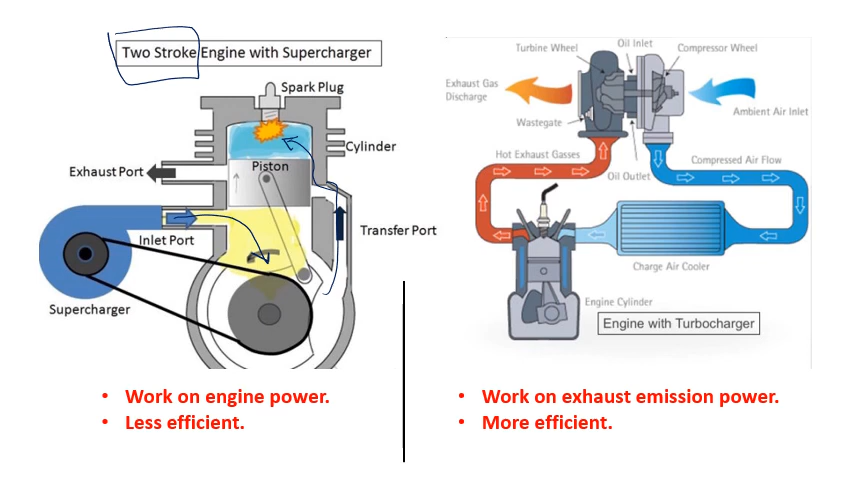 Two Stroke Engine with Supercharger
Spark Plug
Cylinder
Exhaust Port
Piston
Transfer Port
Inlet Port
Supercharger
• Work on engine power.
• Less efficient.
Turbine Wheel
Oil Inlet
Compressor Wheel
Exhaust Gas
Discharge
Ambient Air Inlet
Wastegate
Hot Exhaust Gasses
Oil Outlet
Compressed Air Flow
Charge Air Cooler
Engine Cylinder
Engine with Turbocharger
• Work on exhaust emission power.
• More efficient.